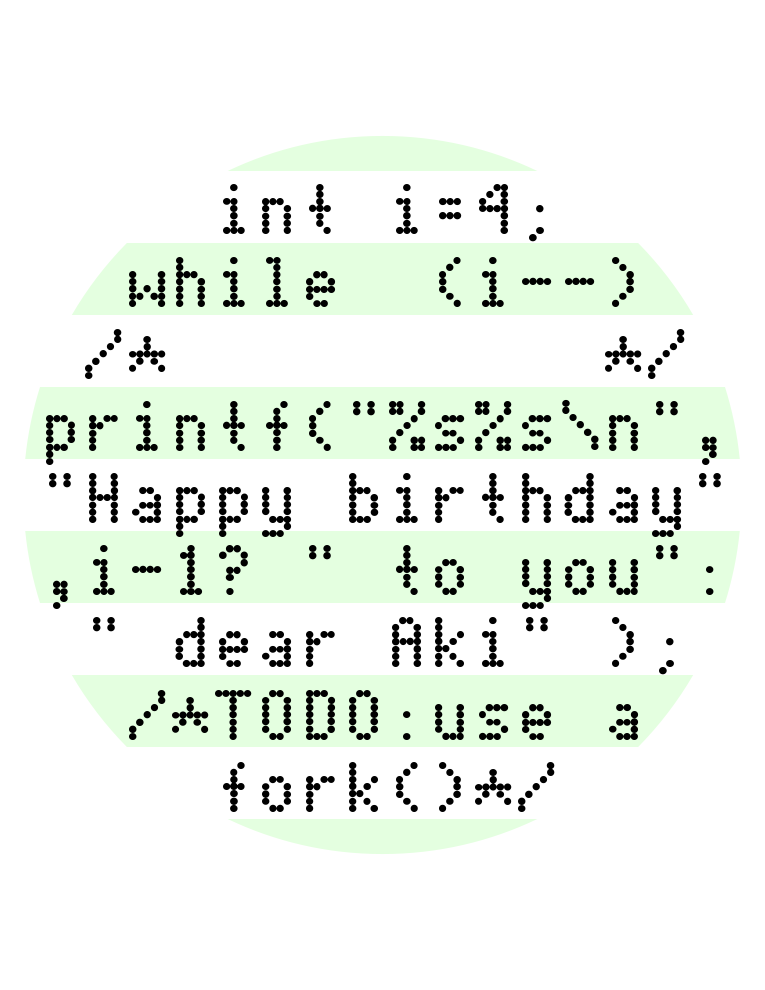 int i=4;
while  (i--)
/*          */
printf("%s%s\n",
"Happy birthday"
,i-1? " to you":
" dear Aki" );
/*TODO:use a
fork()*/